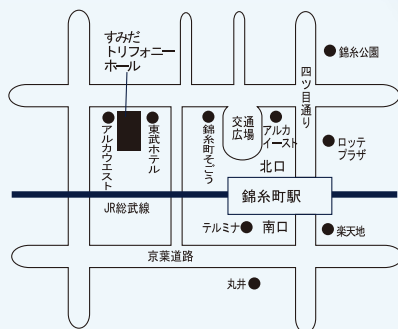 すみだ
トリフォニー
ホール
錦糸公園
四ツ目通り
アルカウエスト
東武ホテル
錦糸町そごう
交通
広場
アルカ
イースト
ロッテ
プラザ
北口
錦糸町駅
JR総武線
テルミナ
南口
楽天地
京葉道路
丸井